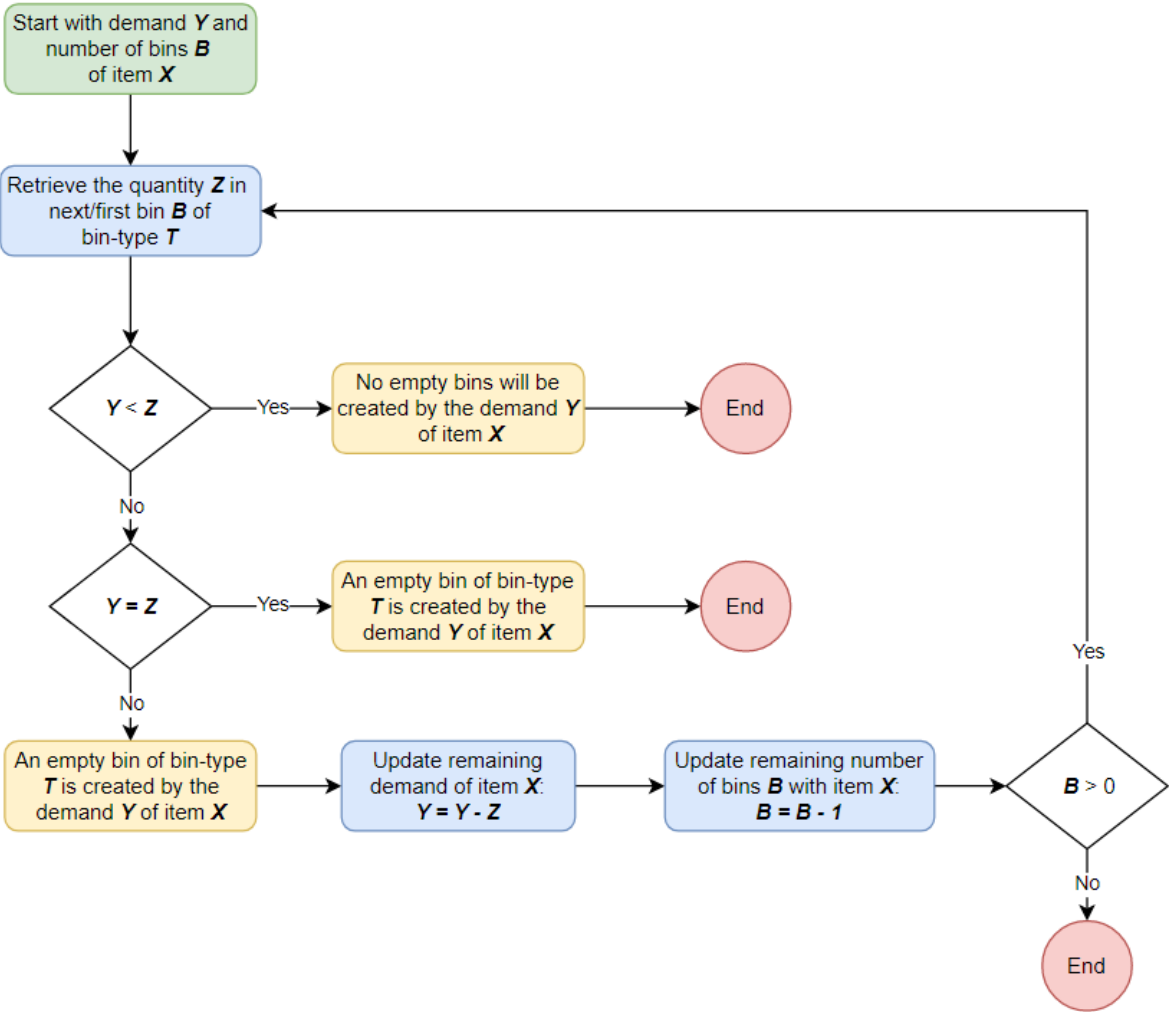 Start with demand Y and
number of bins B
of item X
Retrieve the quantity Z in
next/first bin B of
bin-type T
Y < Z
Yes
No empty bins will be
created by the demand Y
of item X
End
No
Y = Z
Yes
An empty bin of bin-type
T is created by the
demand Y of item X
End
No
An empty bin of bin-type
T is created by the
demand Y of item X
Update remaining
demand of item X:
Y = Y - Z
Update remaining number
of bins B with item X:
B = B - 1
B > 0
Yes
No
End